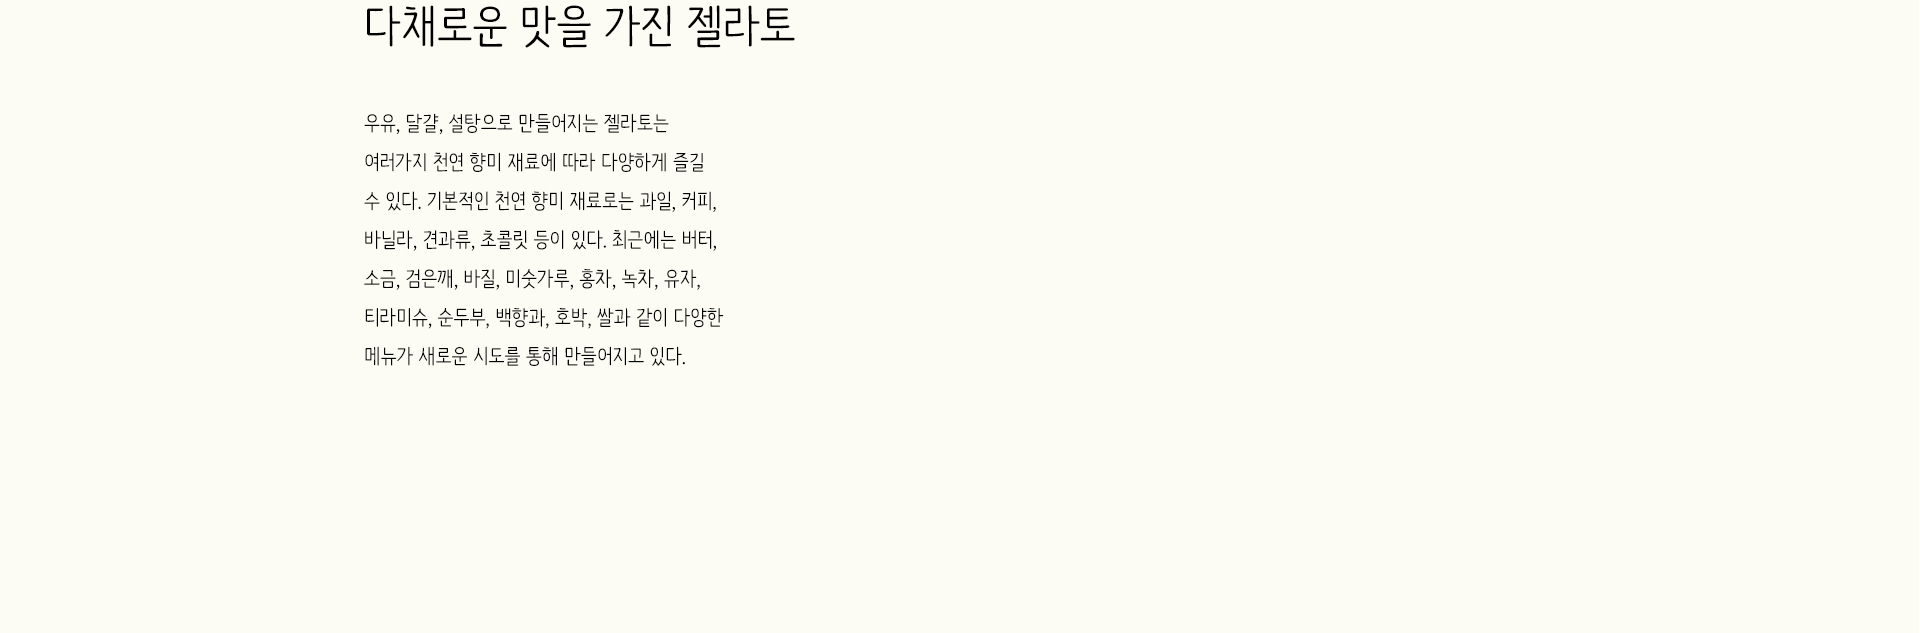 다채로운 맛을 가진 젤라토
우유, 달걀, 설탕으로 만들어지는 젤라토는
여러가지 천연 향미 재료에 따라 다양하게 즐길
수 있다. 기본적인 천연 향미 재료로는 과일, 커피,
바닐라, 견과류, 초콜릿 등이 있다. 최근에는 버터,
소금, 검은깨, 바질, 미숫가루, 홍차, 녹차, 유자,
티라미슈, 순두부, 백향과, 호박, 쌀과 같이 다양한
메뉴가 새로운 시도를 통해 만들어지고 있다.